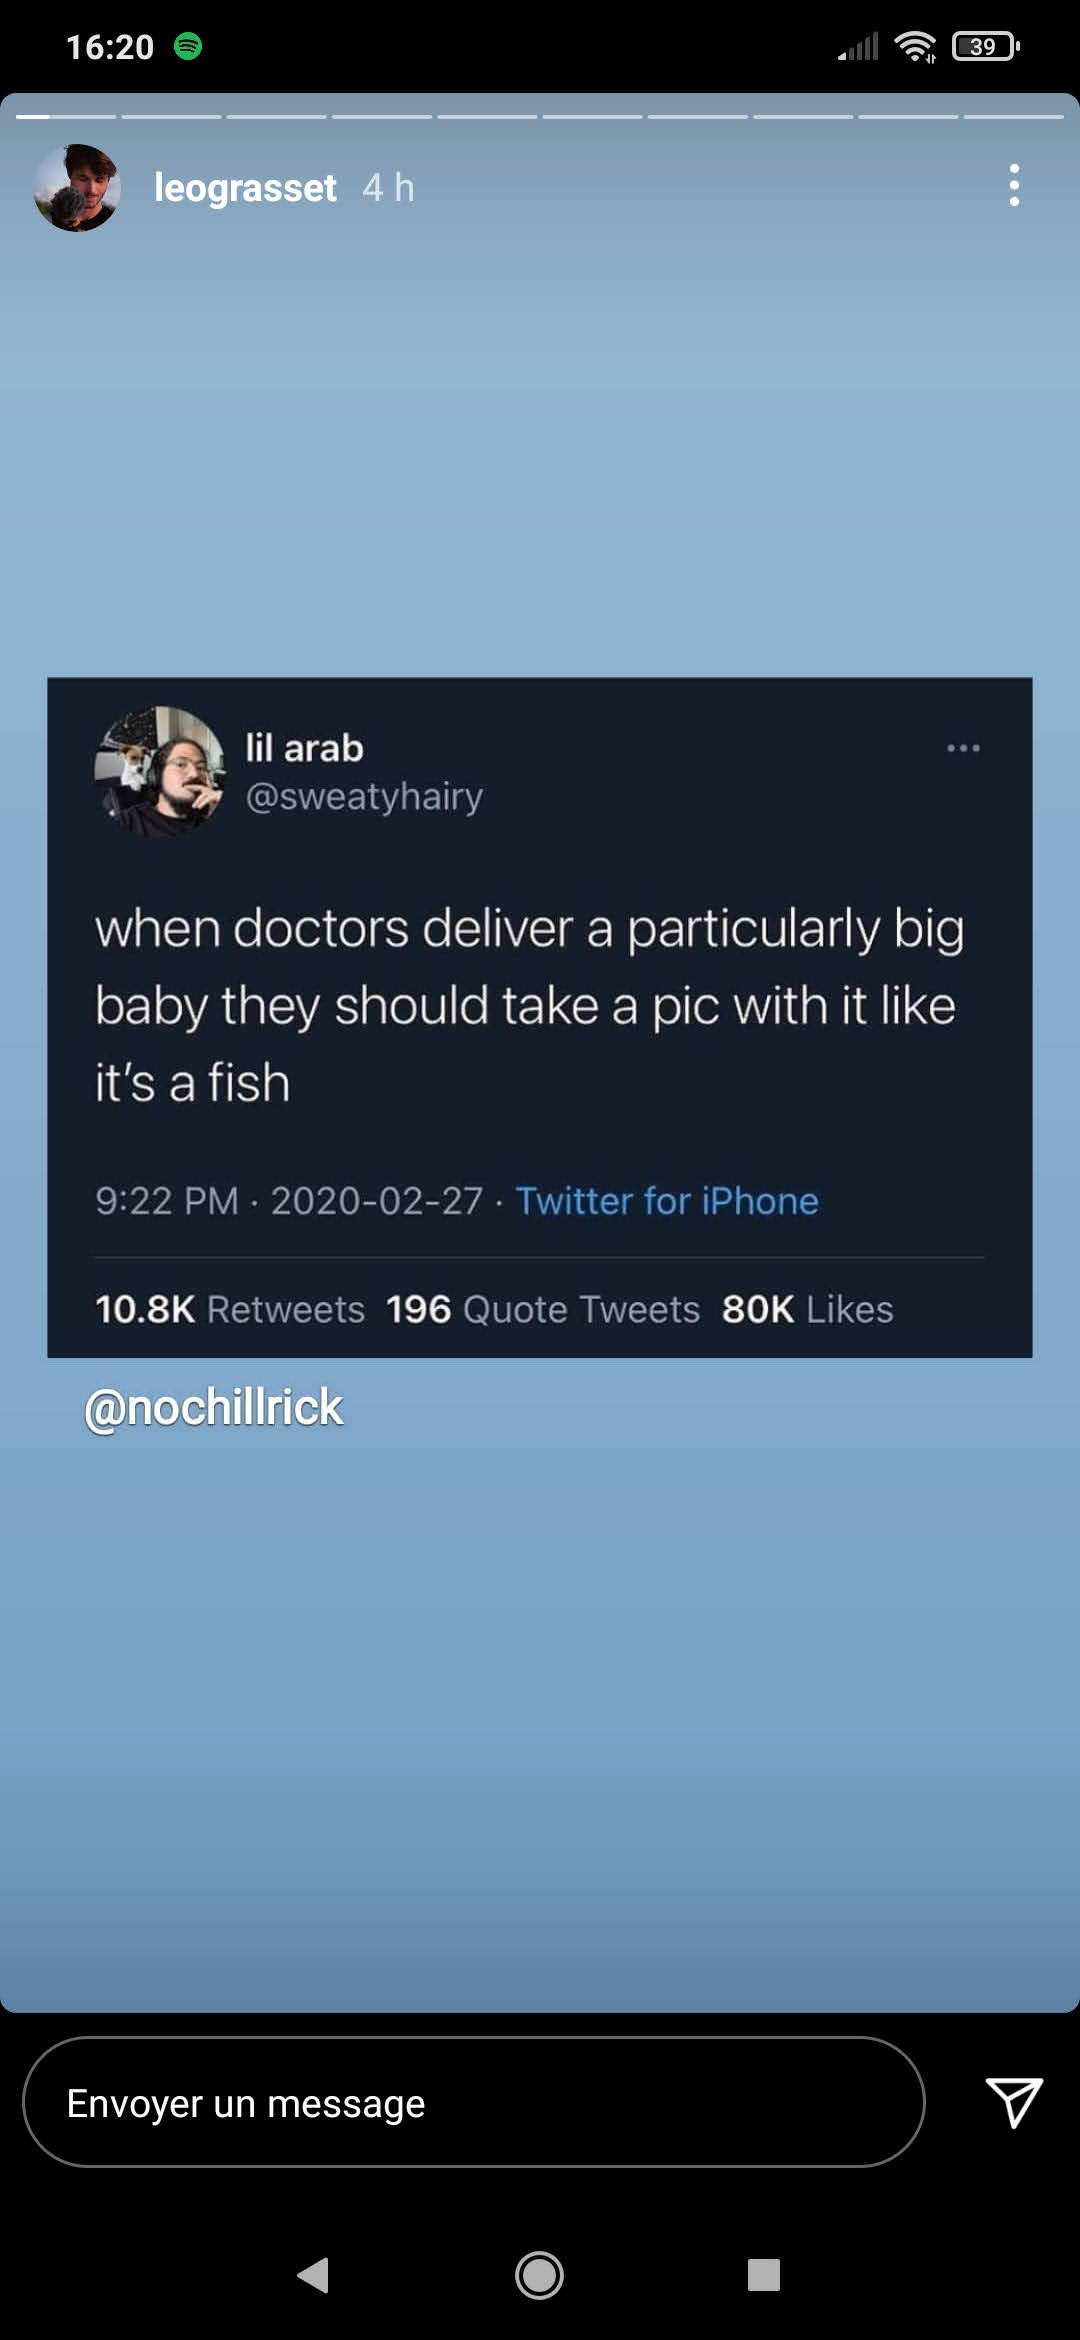 16:20
39
leograsset 4 h
lil arab
@sweatyhairy
when doctors deliver a particularly big
baby they should take a pic with it like
it's a fish
9:22 PM · 2020-02-27 · Twitter for iPhone
10.8K Retweets 196 Quote Tweets 80K Likes
@nochillrick
Envoyer un message